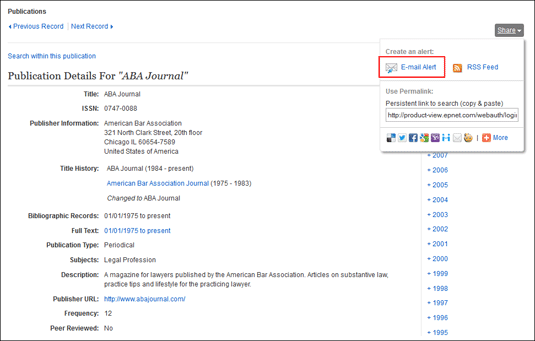 Publications
Previous Record | Next Record
Share
Search within this publication
Create an alert:
E-mail Alert
RSS Feed
Use Permalink:
Persistent link to search (copy & paste)
http://product-view.epnet.com/webauth/logi
| More
Publication Details For "ABA Journal"
Title: ABA Journal
ISSN: 0747-0088
Publisher Information: American Bar Association
321 North Clark Street, 20th floor
Chicago IL 60654-7589
United States of America
Title History: ABA Journal (1984 - present)
American Bar Association Journal (1975 - 1983)
Changed to ABA Journal
Bibliographic Records: 01/01/1975 to present
Full Text: 01/01/1975 to present
Publication Type: Periodical
Subjects: Legal Profession
Description: A magazine for lawyers published by the American Bar Association. Articles on substantive law,
practice tips and lifestyle for the practicing lawyer.
Publisher URL: http://www.abajournal.com/
Frequency: 12
Peer Reviewed: No
+ 2007
+ 2006
+ 2005
+ 2004
+ 2003
+ 2002
+ 2001
+ 2000
+ 1999
+ 1998
+ 1997
+ 1996
+ 1995